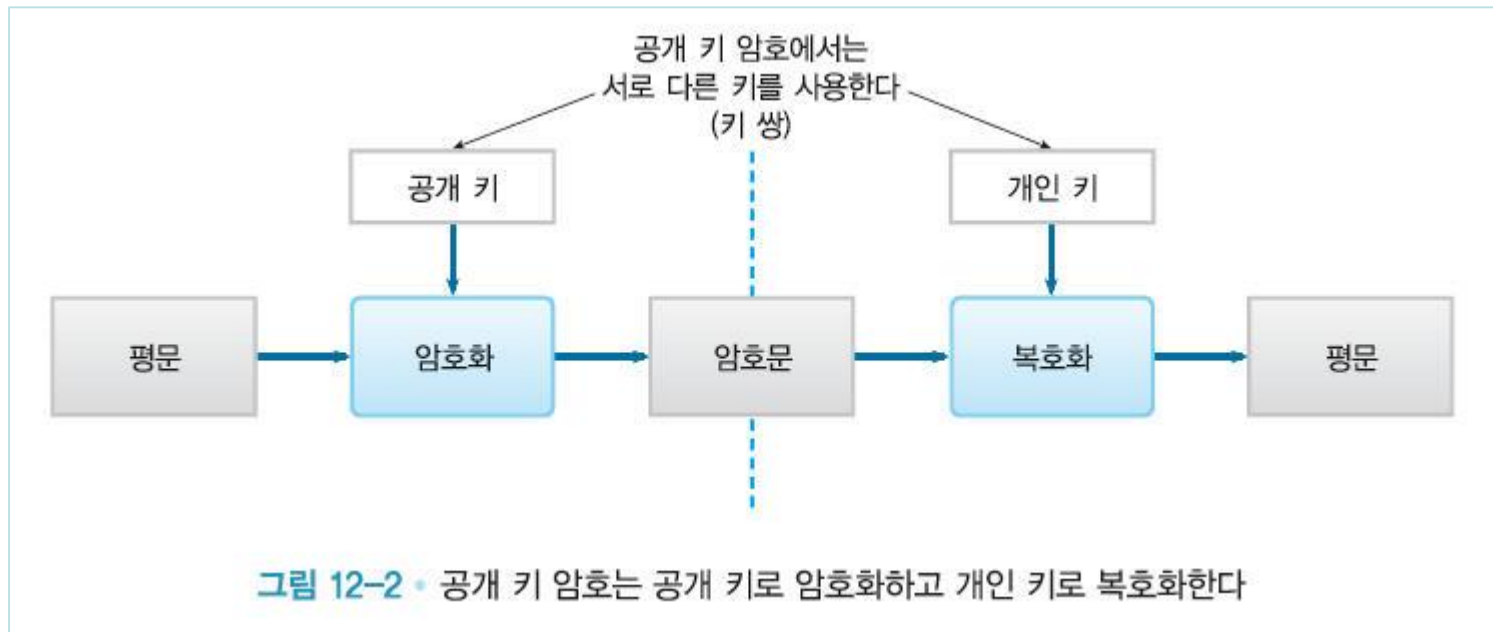 공개 키 암호에서는
서로 다른 키를 사용한다
(키 쌍)
공개 키
개인 키
평문
암호화
암호문
복호화
평문
그림 12-2 • 공개 키 암호는 공개 키로 암호화하고 개인 키로 복호화한다